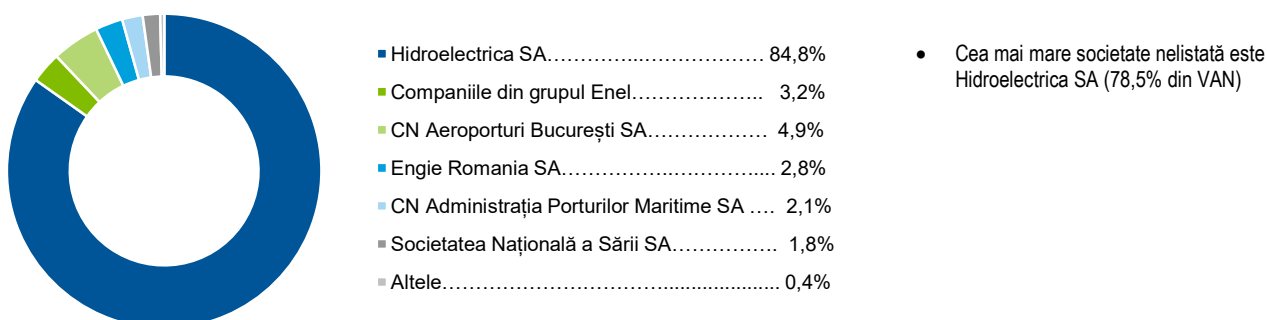 Hidroelectrica SA…………...……………… 84,8%
Companiile din grupul Enel……………….. 3,2%
CN Aeroporturi București SA……………… 4,9%
Engie Romania SA……………..………….... 2,8%
CN Administrația Porturilor Maritime SA …. 2,1%
Societatea Națională a Sării SA……………. 1,8%
Altele…………………………….................... 0,4%
• Cea mai mare societate nelistată este
Hidroelectrica SA (78,5% din VAN)